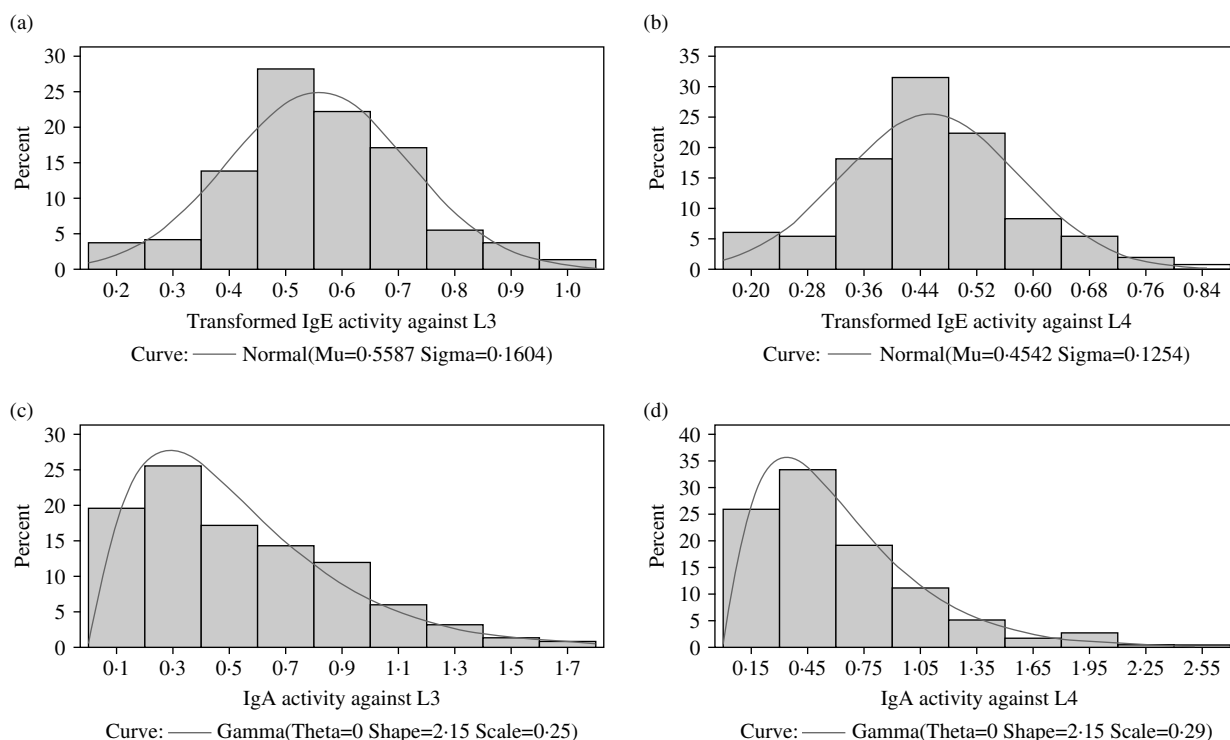 (a)
30
25
20
15
10
5
0
Percent
0·2 0·3 0·4 0·5 0·6 0·7 0·8 0·9 1·0
Transformed IgE activity against L3
Curve: Normal(Mu=0·5587 Sigma=0·1604)
(b)
35
30
25
20
15
10
5
0
Percent
0·20 0·28 0·36 0·44 0·52 0·60 0·68 0·76 0·84
Transformed IgE activity against L4
Curve: Normal(Mu=0·4542 Sigma=0·1254)
(c)
30
25
20
15
10
5
0
Percent
0·1 0·3 0·5 0·7 0·9 1·1 1·3 1·5 1·7
IgA activity against L3
Curve: Gamma(Theta=0 Shape=2·15 Scale=0·25)
(d)
40
35
30
25
20
15
10
5
0
Percent
0·15 0·45 0·75 1·05 1·35 1·65 1·95 2·25 2·55
IgA activity against L4
Curve: Gamma(Theta=0 Shape=2·15 Scale=0·29)